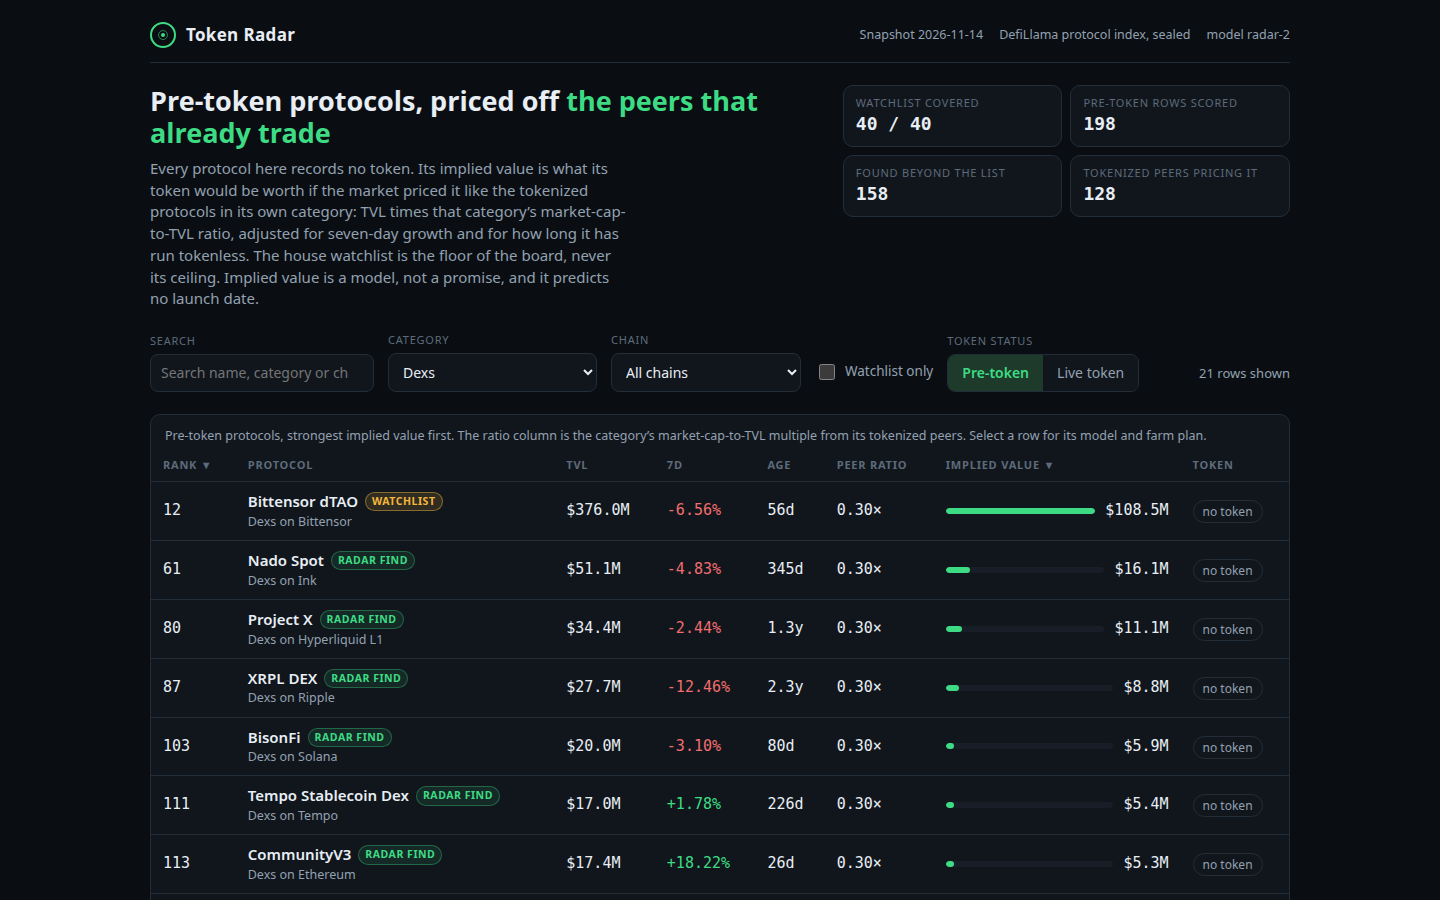 Token Radar
Snapshot 2026-11-14 DefiLlama protocol index, sealed model radar-2
Pre-token protocols, priced off the peers that
already trade
Every protocol here records no token. Its implied value is what its
token would be worth if the market priced it like the tokenized
protocols in its own category: TVL times that category's market-cap-
to-TVL ratio, adjusted for seven-day growth and for how long it has
run tokenless. The house watchlist is the floor of the board, never
its ceiling. Implied value is a model, not a promise, and it predicts
no launch date.
WATCHLIST COVERED
40 / 40
PRE-TOKEN ROWS SCORED
198
FOUND BEYOND THE LIST
158
TOKENIZED PEERS PRICING IT
128
SEARCH
Search name, category or ch
CATEGORY
Dexs
CHAIN
All chains
Watchlist only
TOKEN STATUS
Pre-token Live token
21 rows shown
Pre-token protocols, strongest implied value first. The ratio column is the category's market-cap-to-TVL multiple from its tokenized peers. Select a row for its model and farm plan.
RANK ▼ PROTOCOL TVL 7D AGE PEER RATIO IMPLIED VALUE ▼ TOKEN
12 Bittensor dTAO WATCHLIST $376.0M -6.56% 56d 0.30× $108.5M no token
Dexs on Bittensor
61 Nado Spot RADAR FIND $51.1M -4.83% 345d 0.30× $16.1M no token
Dexs on Ink
80 Project X RADAR FIND $34.4M -2.44% 1.3y 0.30× $11.1M no token
Dexs on Hyperliquid L1
87 XRPL DEX RADAR FIND $27.7M -12.46% 2.3y 0.30× $8.8M no token
Dexs on Ripple
103 BisonFi RADAR FIND $20.0M -3.10% 80d 0.30× $5.9M no token
Dexs on Solana
111 Tempo Stablecoin Dex RADAR FIND $17.0M +1.78% 226d 0.30× $5.4M no token
Dexs on Tempo
113 CommunityV3 RADAR FIND $17.4M +18.22% 26d 0.30× $5.3M no token
Dexs on Ethereum